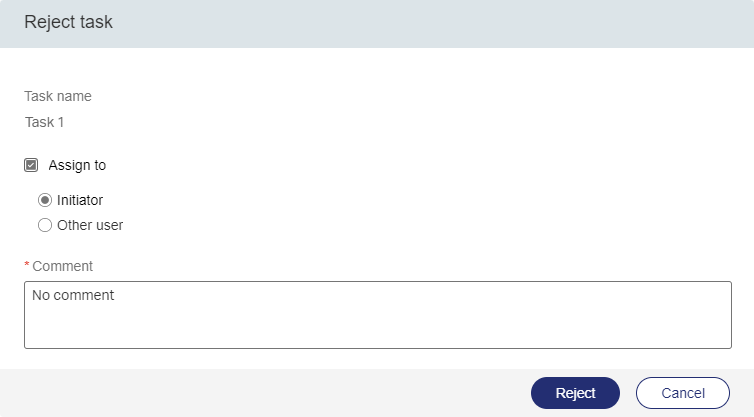 Reject task
Task name
Task 1
Assign to
Initiator
Other user
* Comment
No comment
Reject
Cancel